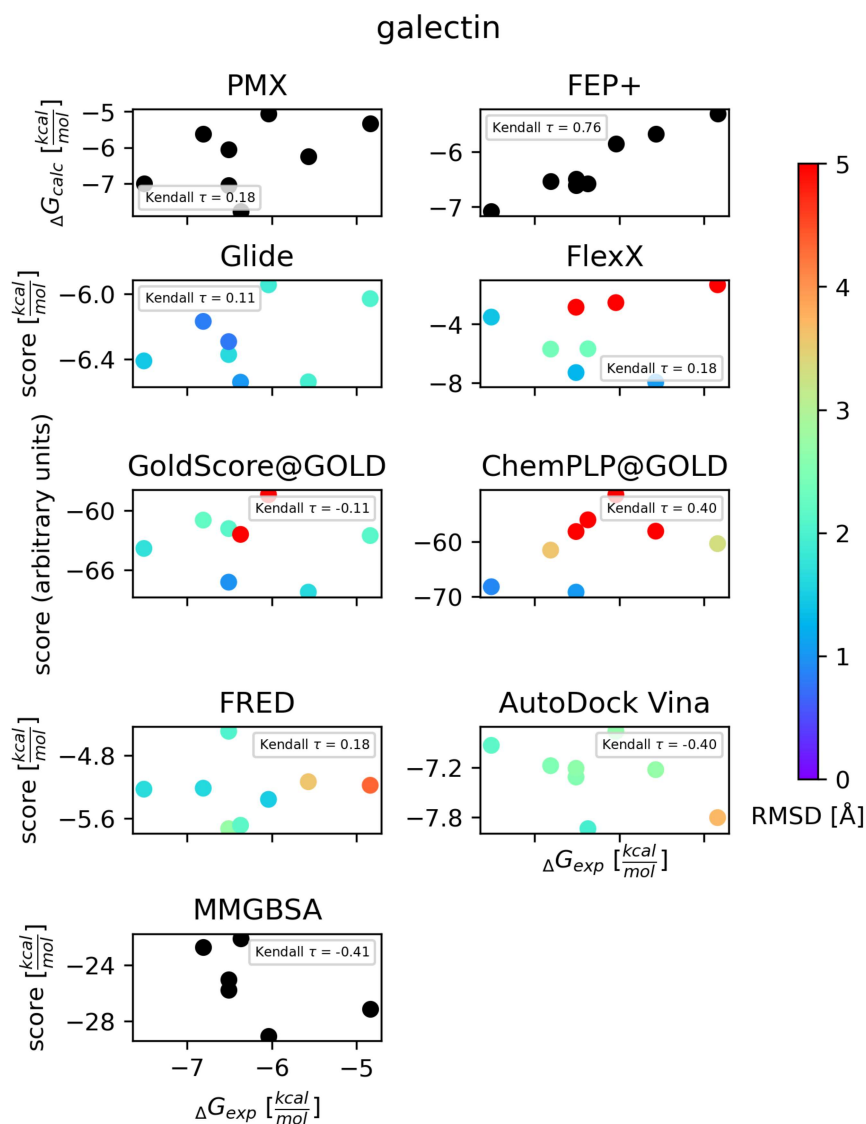 galectin
PMX
FEP+
ΔG_calc [kcal/mol]
−5
−6
−7
Kendall τ = 0.18
−6
−7
Kendall τ = 0.76
Glide
FlexX
score [kcal/mol]
−6.0
−6.4
Kendall τ = 0.11
−4
−8
Kendall τ = 0.18
score (arbitrary units)
GoldScore@GOLD
ChemPLP@GOLD
−60
−66
Kendall τ = -0.11
−60
−70
Kendall τ = 0.40
FRED
AutoDock Vina
score [kcal/mol]
−4.8
−5.6
Kendall τ = 0.18
−7.2
−7.8
Kendall τ = -0.40
ΔG_exp [kcal/mol]
MMGBSA
score [kcal/mol]
−24
−28
Kendall τ = -0.41
−7 −6 −5
ΔG_exp [kcal/mol]
5
4
3
2
1
0
RMSD [Å]